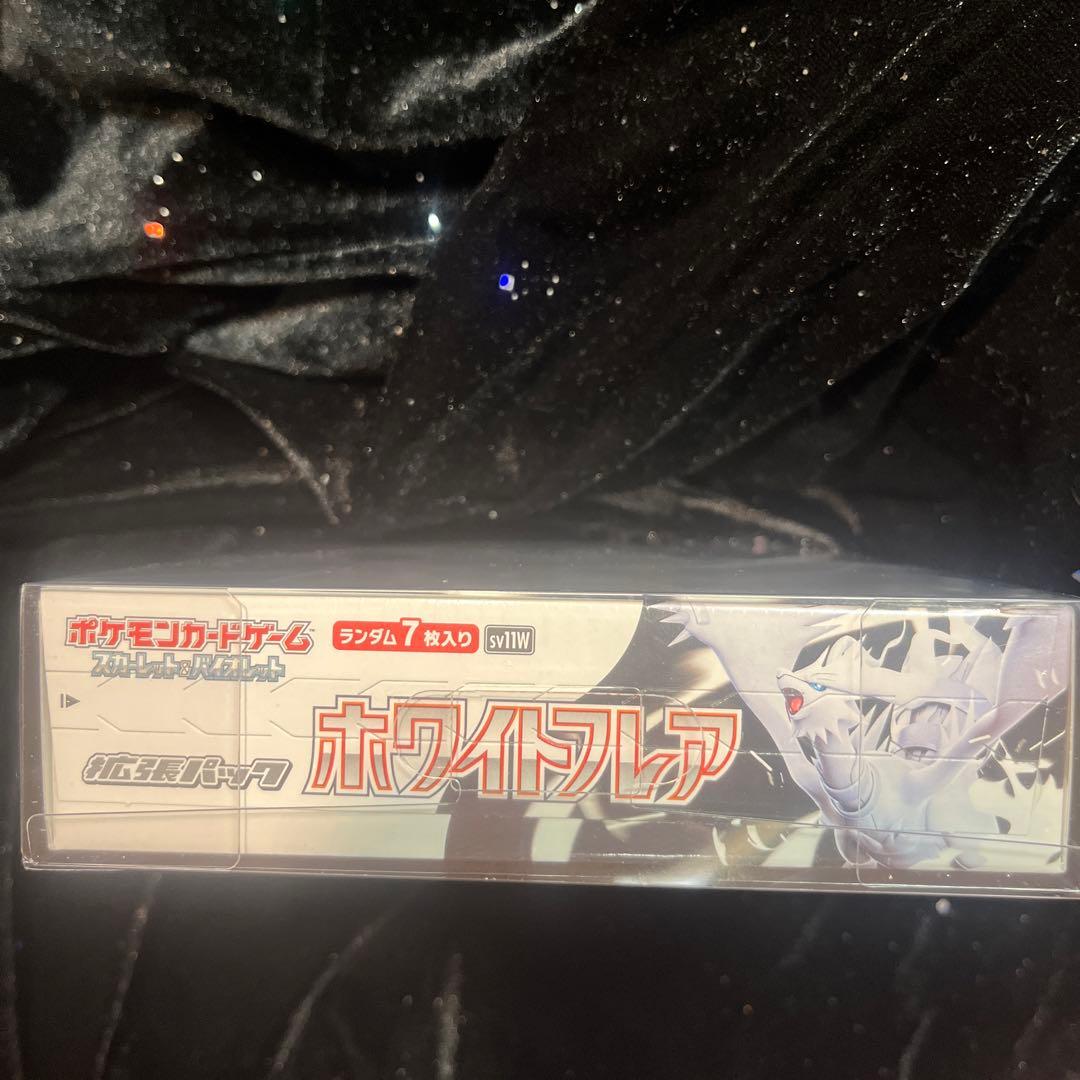 ポケモンカードゲーム™
スカーレット&バイオレット
ランダム7枚入り
sv11W
拡張パック
ホワイトフレア